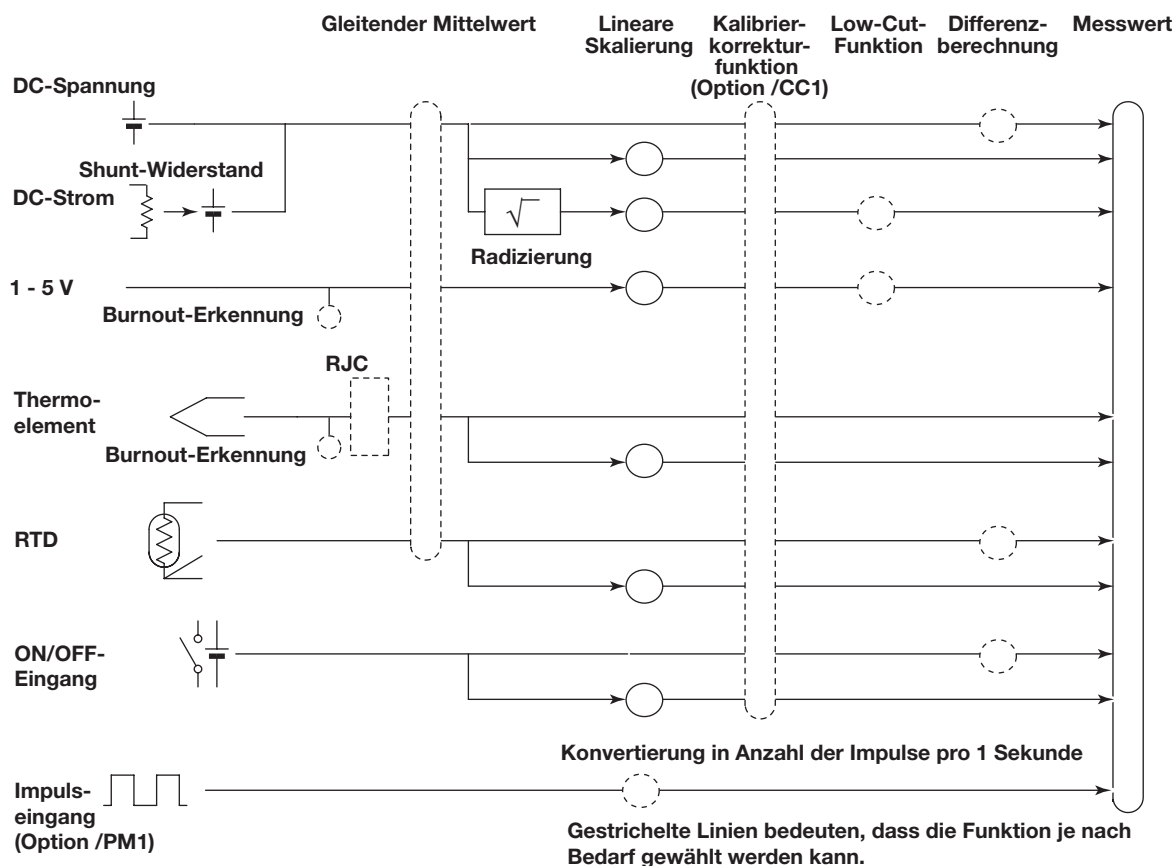 Gleitender Mittelwert
Lineare
Skalierung
Kalibrier-
korrektur-
funktion
(Option /CC1)
Low-Cut-
Funktion
Differenz-
berechnung
Messwert
DC-Spannung
Shunt-Widerstand
DC-Strom
√
Radizierung
1 - 5 V
Burnout-Erkennung
RJC
Thermo-
element
Burnout-Erkennung
RTD
ON/OFF-
Eingang
Konvertierung in Anzahl der Impulse pro 1 Sekunde
Impuls-
eingang
(Option /PM1)
Gestrichelte Linien bedeuten, dass die Funktion je nach
Bedarf gewählt werden kann.